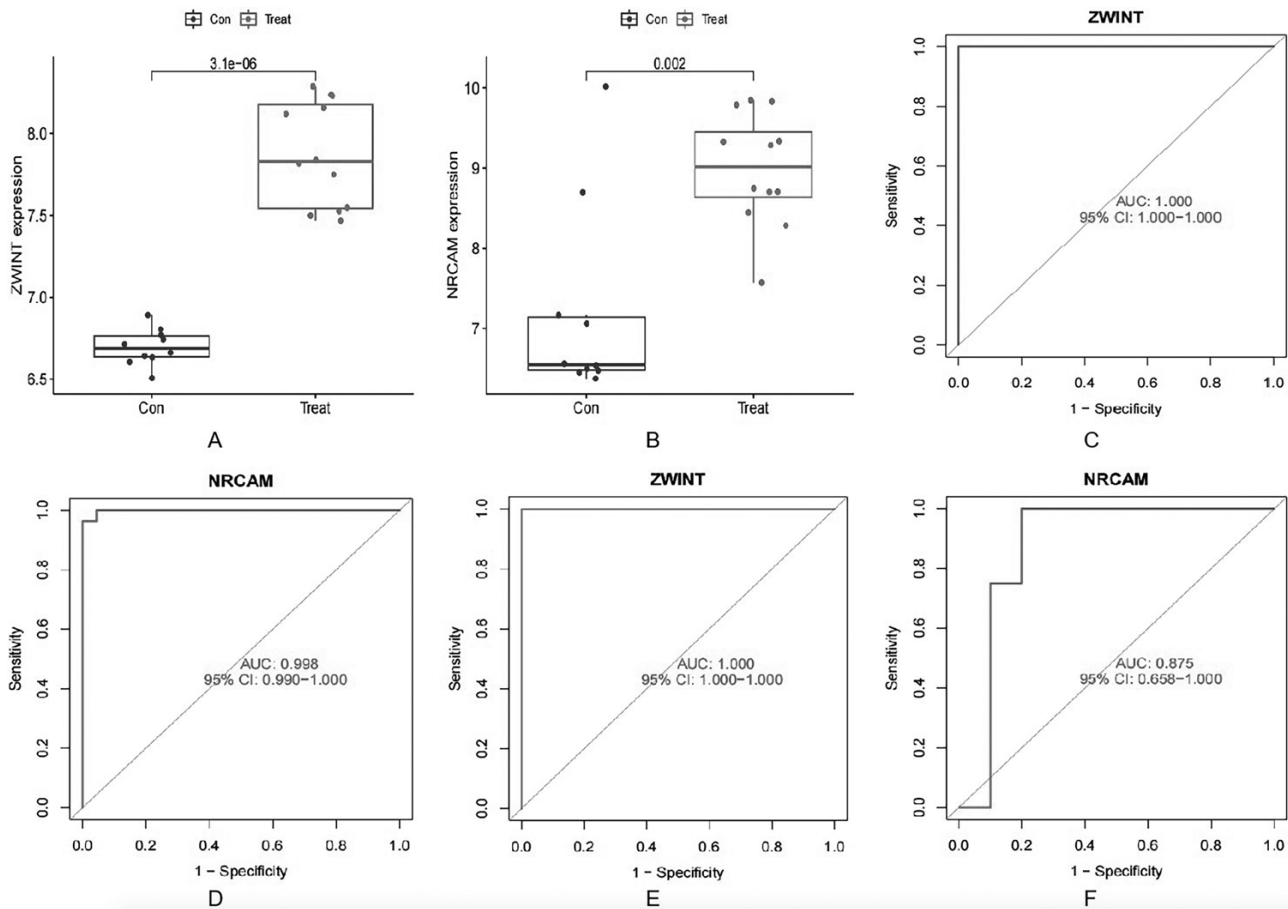 Con Treat
3.1e-06
ZWINT expression
8.0
7.5
7.0
6.5
Con Treat
A
Con Treat
0.002
NRCAM expression
10
9
8
7
Con Treat
B
ZWINT
Sensitivity
1.0
0.8
0.6
0.4
0.2
0.0
AUC: 1.000
95% CI: 1.000-1.000
0.0 0.2 0.4 0.6 0.8 1.0
1 - Specificity
C
NRCAM
Sensitivity
1.0
0.8
0.6
0.4
0.2
0.0
AUC: 0.998
95% CI: 0.990-1.000
0.0 0.2 0.4 0.6 0.8 1.0
1 - Specificity
D
ZWINT
Sensitivity
1.0
0.8
0.6
0.4
0.2
0.0
AUC: 1.000
95% CI: 1.000-1.000
0.0 0.2 0.4 0.6 0.8 1.0
1 - Specificity
E
NRCAM
Sensitivity
1.0
0.8
0.6
0.4
0.2
0.0
AUC: 0.875
95% CI: 0.658-1.000
0.0 0.2 0.4 0.6 0.8 1.0
1 - Specificity
F